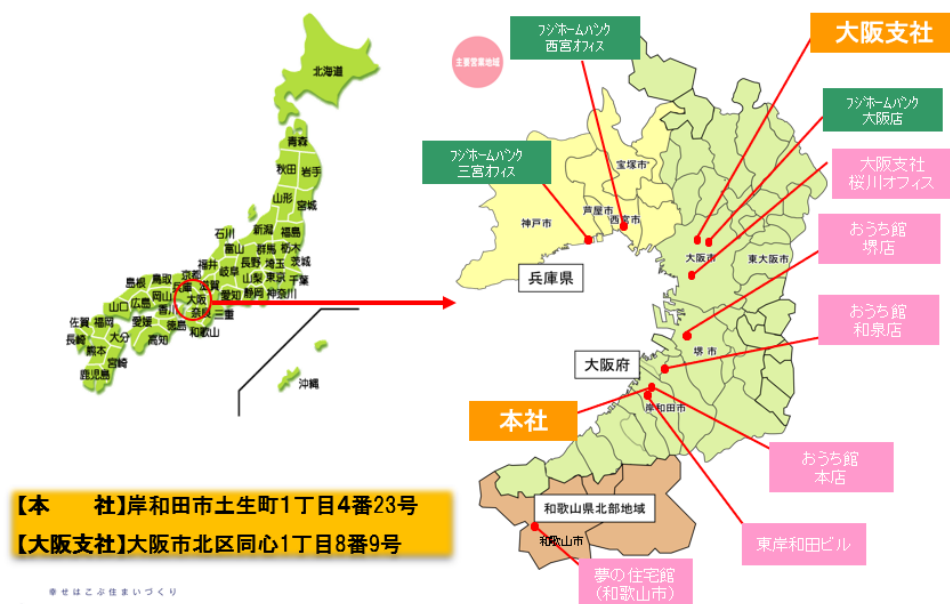 北海道
青森
秋田
岩手
山形
宮城
石川
新潟
福島
富山
群馬
栃木
福井
岐阜
長野
埼玉
茨城
島根
鳥取
京都
兵庫
滋賀
山梨
東京
千葉
山口
広島
岡山
大阪
愛知
静岡
神奈川
佐賀
福岡
愛媛
香川
徳島
奈良
三重
長崎
大分
高知
和歌山
熊本
宮崎
鹿児島
沖縄
主要営業地域
フジホームバンク
西宮オフィス
大阪支社
フジホームバンク
大阪店
フジホームバンク
三宮オフィス
大阪支社
桜川オフィス
宝塚市
芦屋市
西宮市
神戸市
大阪市
東大阪市
おうち館
堺店
兵庫県
おうち館
和泉店
堺市
大阪府
岸和田市
本社
おうち館
本店
和歌山県北部地域
和歌山市
東岸和田ビル
夢の住宅館
(和歌山市)
【本　　社】岸和田市土生町1丁目4番23号
【大阪支社】大阪市北区同心1丁目8番9号
幸せはこぶ住まいづくり